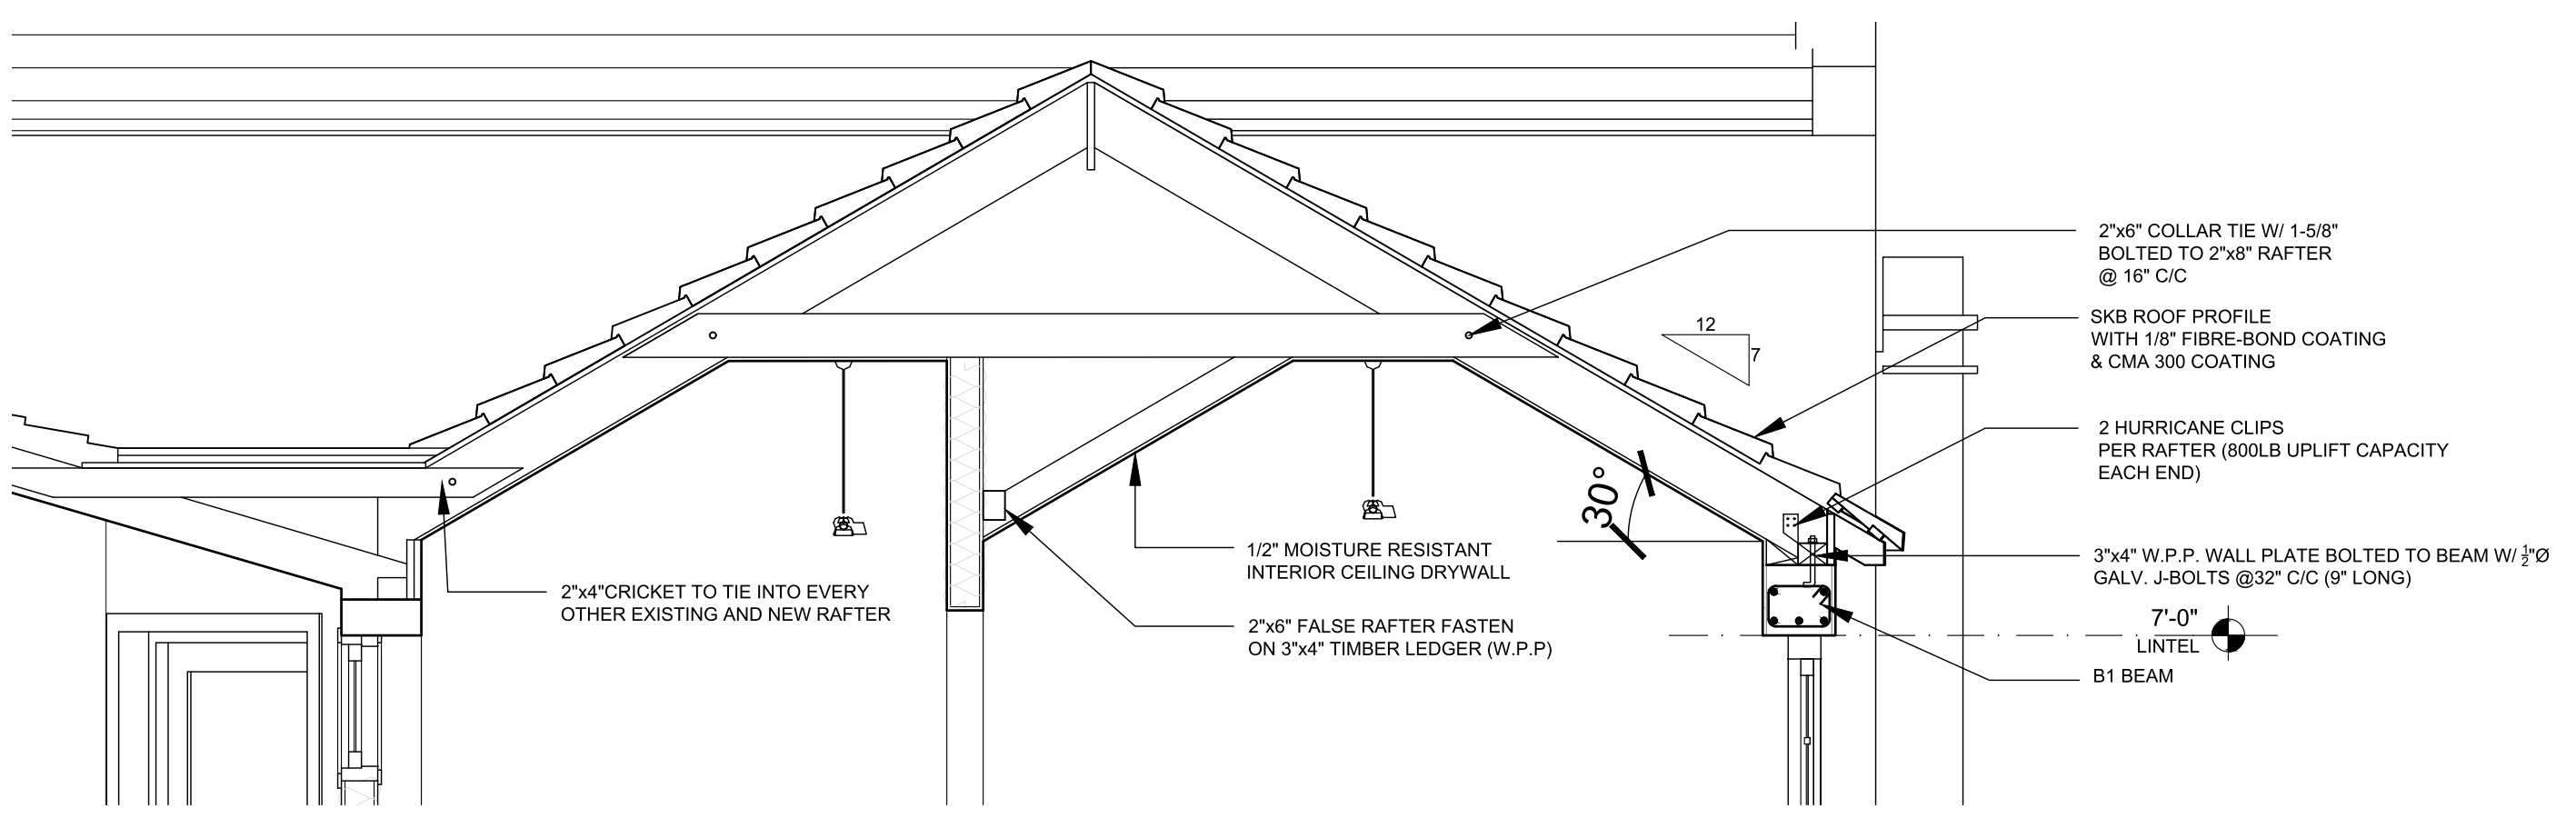 2"x6" COLLAR TIE W/ 1-5/8"
BOLTED TO 2"x8" RAFTER
@ 16" C/C
SKB ROOF PROFILE
WITH 1/8" FIBRE-BOND COATING
& CMA 300 COATING
12
7
2 HURRICANE CLIPS
PER RAFTER (800LB UPLIFT CAPACITY
EACH END)
30°
1/2" MOISTURE RESISTANT
INTERIOR CEILING DRYWALL
3"x4" W.P.P. WALL PLATE BOLTED TO BEAM W/ 1/2"Ø
GALV. J-BOLTS @32" C/C (9" LONG)
2"x4"CRICKET TO TIE INTO EVERY
OTHER EXISTING AND NEW RAFTER
2"x6" FALSE RAFTER FASTEN
ON 3"x4" TIMBER LEDGER (W.P.P)
7'-0"
LINTEL
B1 BEAM